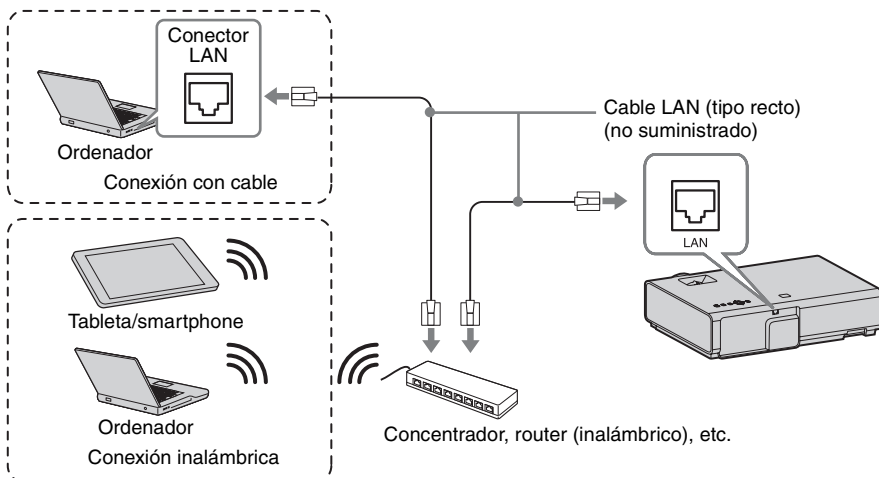 Conector
LAN
Ordenador
Conexión con cable
Cable LAN (tipo recto)
(no suministrado)
LAN
Tableta/smartphone
Ordenador
Conexión inalámbrica
Concentrador, router (inalámbrico), etc.